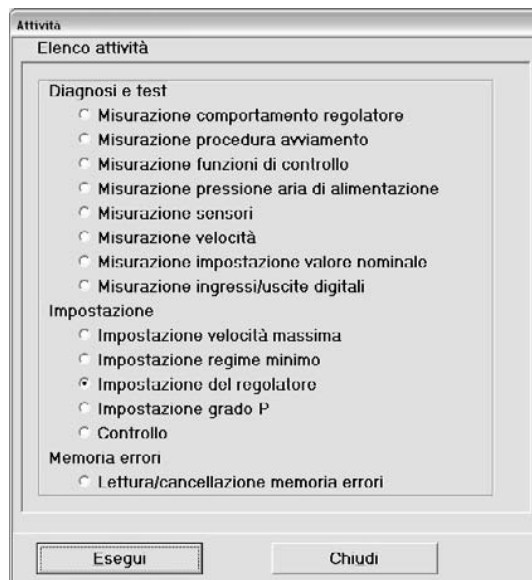 Attività
Elenco attività
Diagnosi e test
Misurazione comportamento regolatore
Misurazione procedura avviamento
Misurazione funzioni di controllo
Misurazione pressione aria di alimentazione
Misurazione sensori
Misurazione velocità
Misurazione impostazione valore nominale
Misurazione ingressi/uscite digitali
Impostazione
Impostazione velocità massima
Impostazione regime minimo
Impostazione del regolatore
Impostazione grado P
Controllo
Memoria errori
Lettura/cancellazione memoria errori
Esegui Chiudi